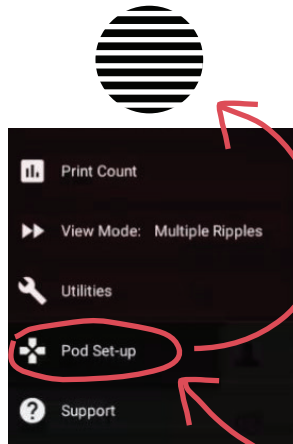 Print Count
View Mode: Multiple Ripples
Utilities
Pod Set-up
Support